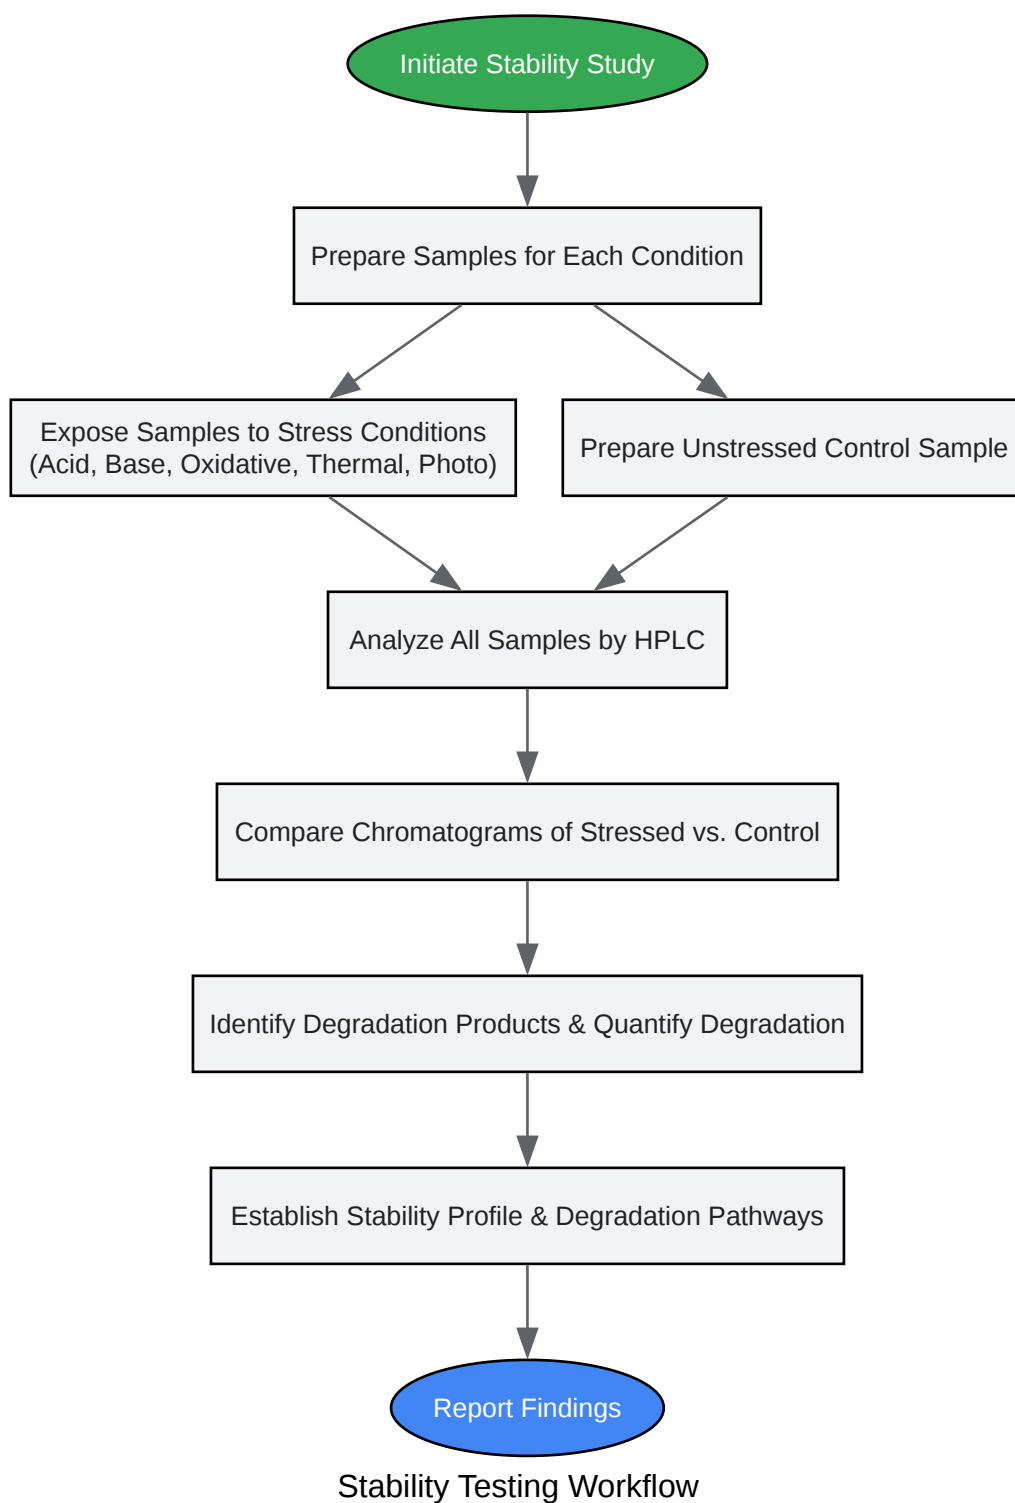 Initiate Stability Study
Prepare Samples for Each Condition
Expose Samples to Stress Conditions
(Acid, Base, Oxidative, Thermal, Photo)
Prepare Unstressed Control Sample
Analyze All Samples by HPLC
Compare Chromatograms of Stressed vs. Control
Identify Degradation Products & Quantify Degradation
Establish Stability Profile & Degradation Pathways
Report Findings
Stability Testing Workflow